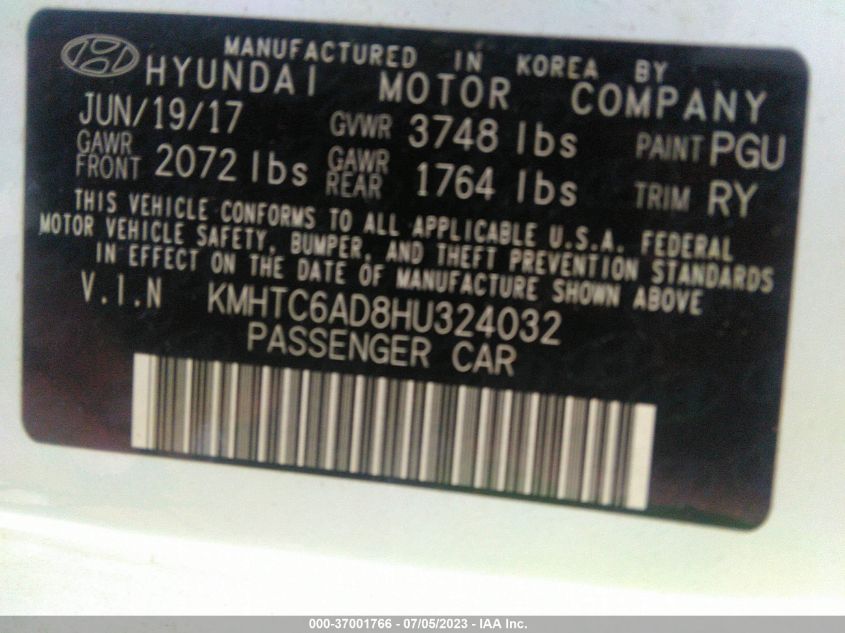 MANUFACTURED IN KOREA BY
HYUNDAI MOTOR COMPANY
JUN/19/17 GVWR 3748 lbs PAINT PGU
GAWR FRONT 2072 lbs GAWR REAR 1764 lbs TRIM RY
THIS VEHICLE CONFORMS TO ALL APPLICABLE U.S.A. FEDERAL
MOTOR VEHICLE SAFETY, BUMPER, AND THEFT PREVENTION STANDARDS
IN EFFECT ON THE DATE OF MANUFACTURE SHOWN ABOVE
V.I.N KMHTC6AD8HU324032
PASSENGER CAR
000-37001766 - 07/05/2023 - IAA Inc.